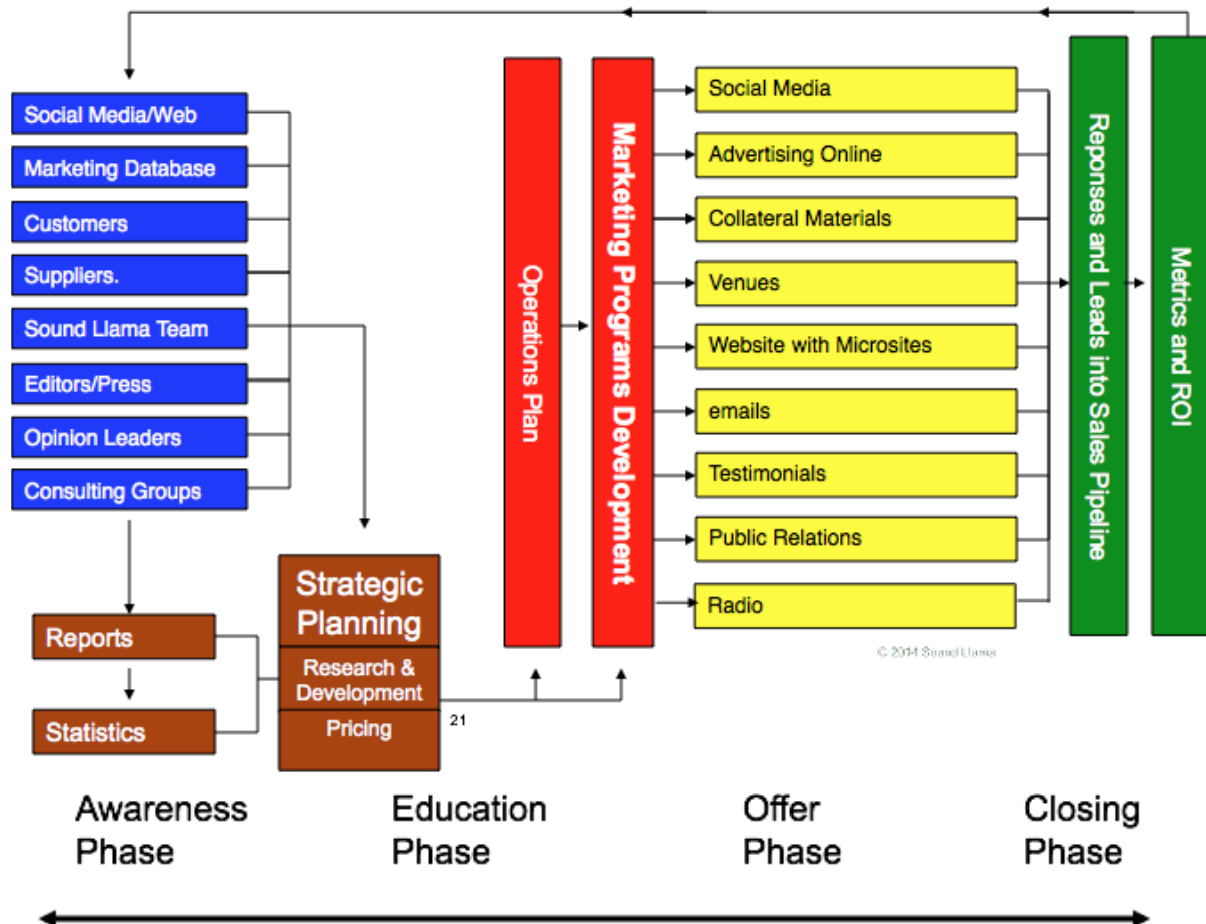 Social Media/Web
Marketing Database
Customers
Suppliers.
Sound Llama Team
Editors/Press
Opinion Leaders
Consulting Groups
Reports
Statistics
Strategic
Planning
Research &
Development
Pricing
21
Operations Plan
Marketing Programs Development
Social Media
Advertising Online
Collateral Materials
Venues
Website with Microsites
emails
Testimonials
Public Relations
Radio
© 2014 Sound Llama
Reponses and Leads into Sales Pipeline
Metrics and ROI
Awareness
Phase
Education
Phase
Offer
Phase
Closing
Phase